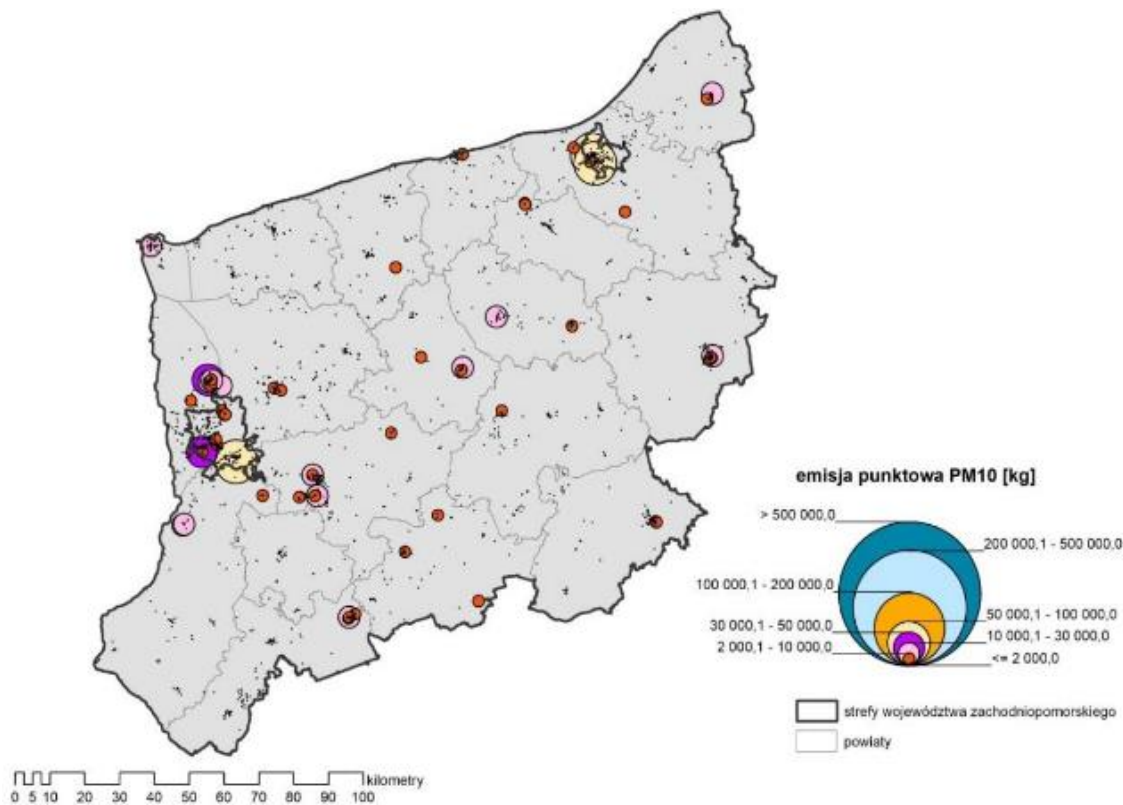 emisja punktowa PM10 [kg]
> 500 000,0
200 000,1 - 500 000,0
100 000,1 - 200 000,0
50 000,1 - 100 000,0
30 000,1 - 50 000,0
10 000,1 - 30 000,0
2 000,1 - 10 000,0
<= 2 000,0
strefy województwa zachodniopomorskiego
powiaty
kilometry
0 5 10 20 30 40 50 60 70 80 90 100